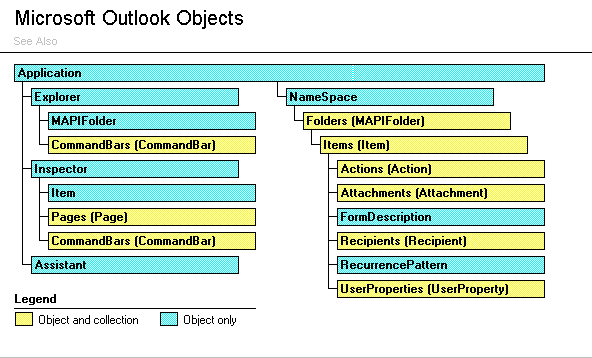 Microsoft Outlook Objects
See Also
Application
Explorer
MAPIFolder
CommandBars (CommandBar)
Inspector
Item
Pages (Page)
CommandBars (CommandBar)
Assistant
NameSpace
Folders (MAPIFolder)
Items (Item)
Actions (Action)
Attachments (Attachment)
FormDescription
Recipients (Recipient)
RecurrencePattern
UserProperties (UserProperty)
Legend
Object and collection
Object only